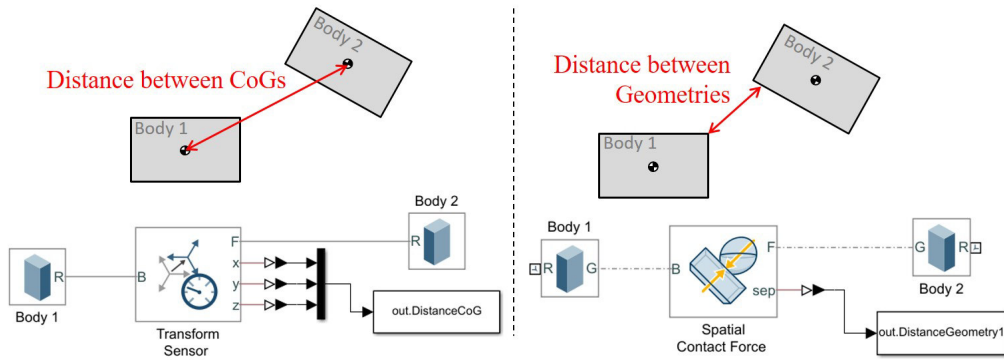 Body 2
Distance between CoGs
Body 1
Body 2
Body 1
R
B
F
x
y
z
Transform
Sensor
R
out.DistanceCoG
Body 2
Distance between
Geometries
Body 1
Body 1
R
G
B
F
sep
Spatial
Contact Force
G
R
Body 2
out.DistanceGeometry1